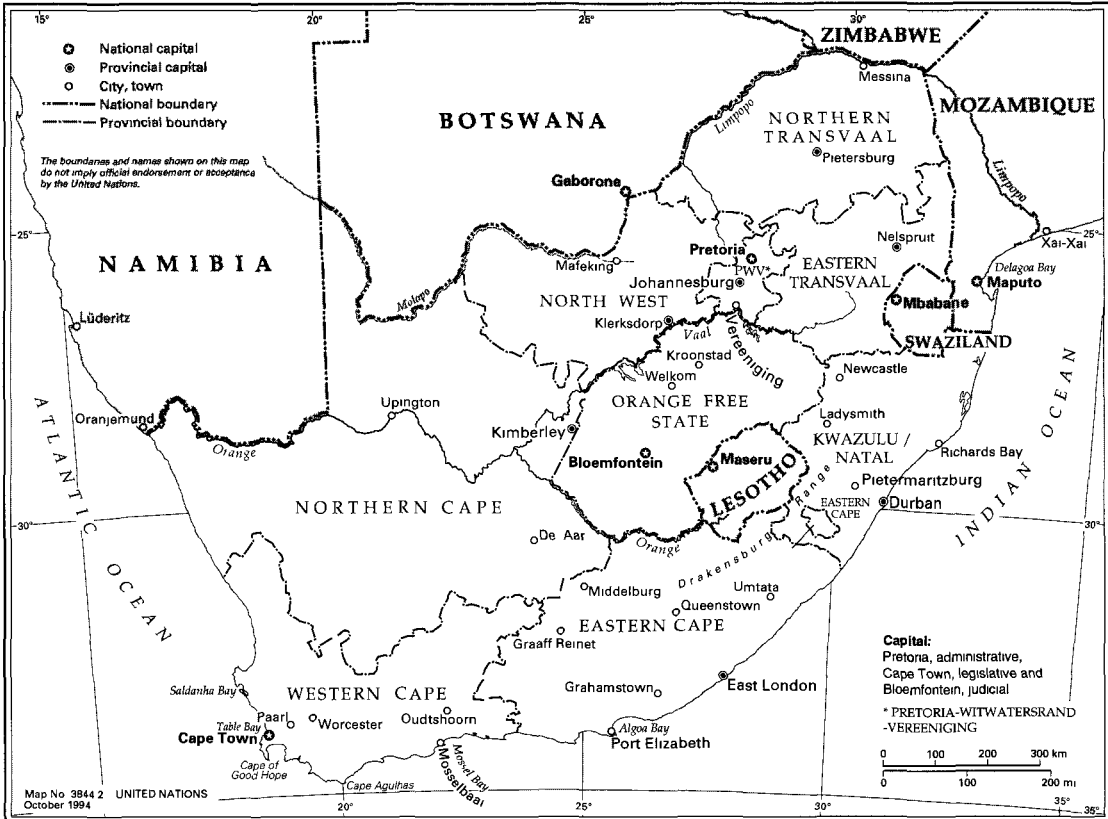 15°
20°
25°
30°
National capital
Provincial capital
City, town
National boundary
Provincial boundary
The boundaries and names shown on this map
do not imply official endorsement or acceptance
by the United Nations.
ZIMBABWE
Messina
MOZAMBIQUE
BOTSWANA
Limpopo
NORTHERN
TRANSVAAL
Pietersburg
Limpopo
Gaborone
25°
25°
Xai-Xai
Nelspruit
Pretoria
Mafeking
PWV*
EASTERN
TRANSVAAL
Delagoa Bay
Maputo
NAMIBIA
Johannesburg
NORTH WEST
Mbabane
Molopo
Lüderitz
Klerksdorp
Vaal
Vereeniging
SWAZILAND
Kroonstad
Welkom
Newcastle
ATLANTIC
OCEAN
INDIAN
OCEAN
Oranjemund
Upington
ORANGE FREE
STATE
Ladysmith
Orange
Kimberley
KWAZULU /
NATAL
Bloemfontein
Maseru
LESOTHO
Richards Bay
Pietermaritzburg
Range
EASTERN
CAPE
Durban
NORTHERN CAPE
30°
30°
De Aar
Orange
Drakensburg
Middelburg
Umtata
Queenstown
EASTERN CAPE
Graaff Reinet
Saldanha Bay
WESTERN CAPE
Grahamstown
East London
Table Bay
Paarl
Worcester
Oudtshoorn
Cape Town
Algoa Bay
Port Elizabeth
Cape of
Good Hope
Mossel Bay
Mosselbaai
Cape Agulhas
Capital:
Pretoria, administrative,
Cape Town, legislative and
Bloemfontein, judicial
* PRETORIA-WITWATERSRAND
-VEREENIGING
0 100 200 300 km
0 100 200 mi
Map No 3844 2 UNITED NATIONS
October 1994
20°
25°
30°
35°
35°